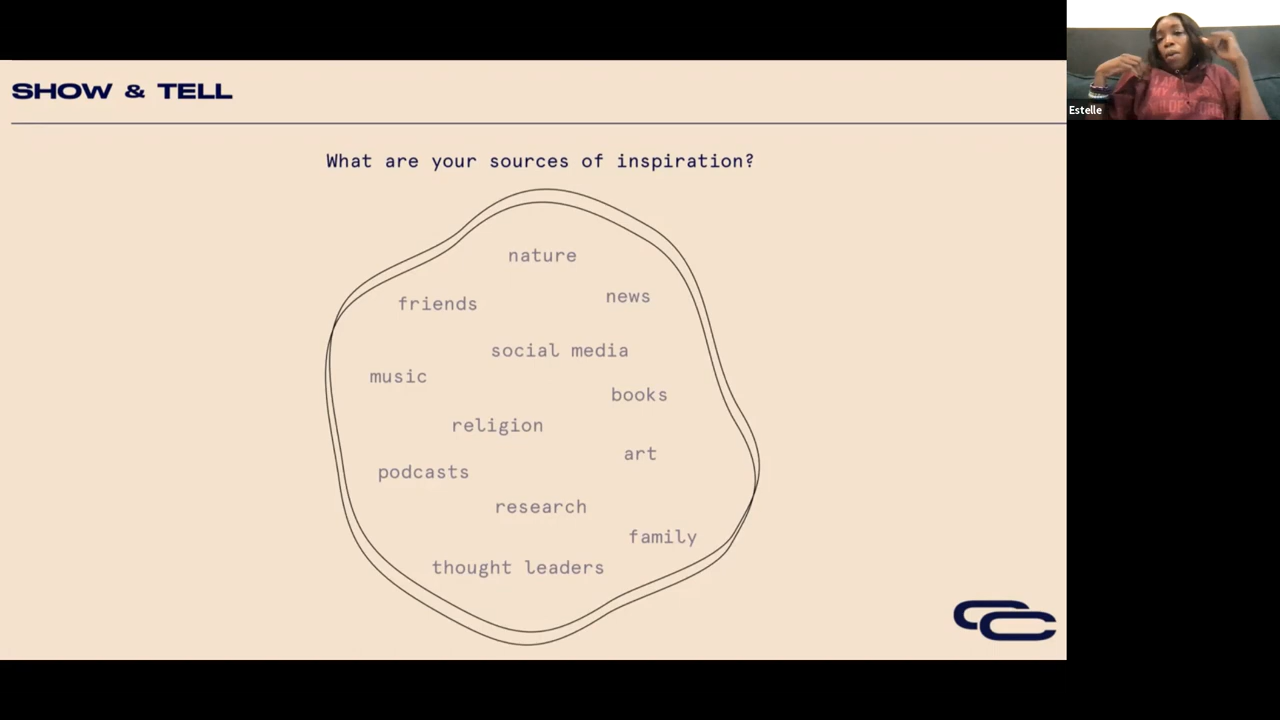 SHOW & TELL
Estelle
What are your sources of inspiration?
nature
news
friends
social media
music
books
religion
art
podcasts
research
family
thought leaders